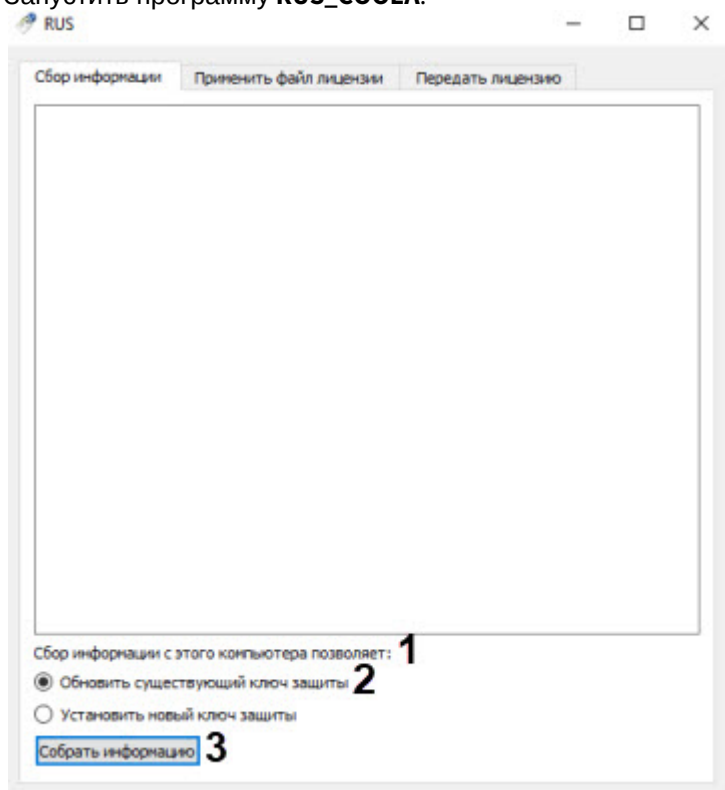 Запустить программу RUS_COOLA.
RUS
Сбор информации Применить файл лицензии Передать лицензию
Сбор информации с этого компьютера позволяет: 1
Обновить существующий ключ защиты 2
Установить новый ключ защиты
Собрать информацию 3